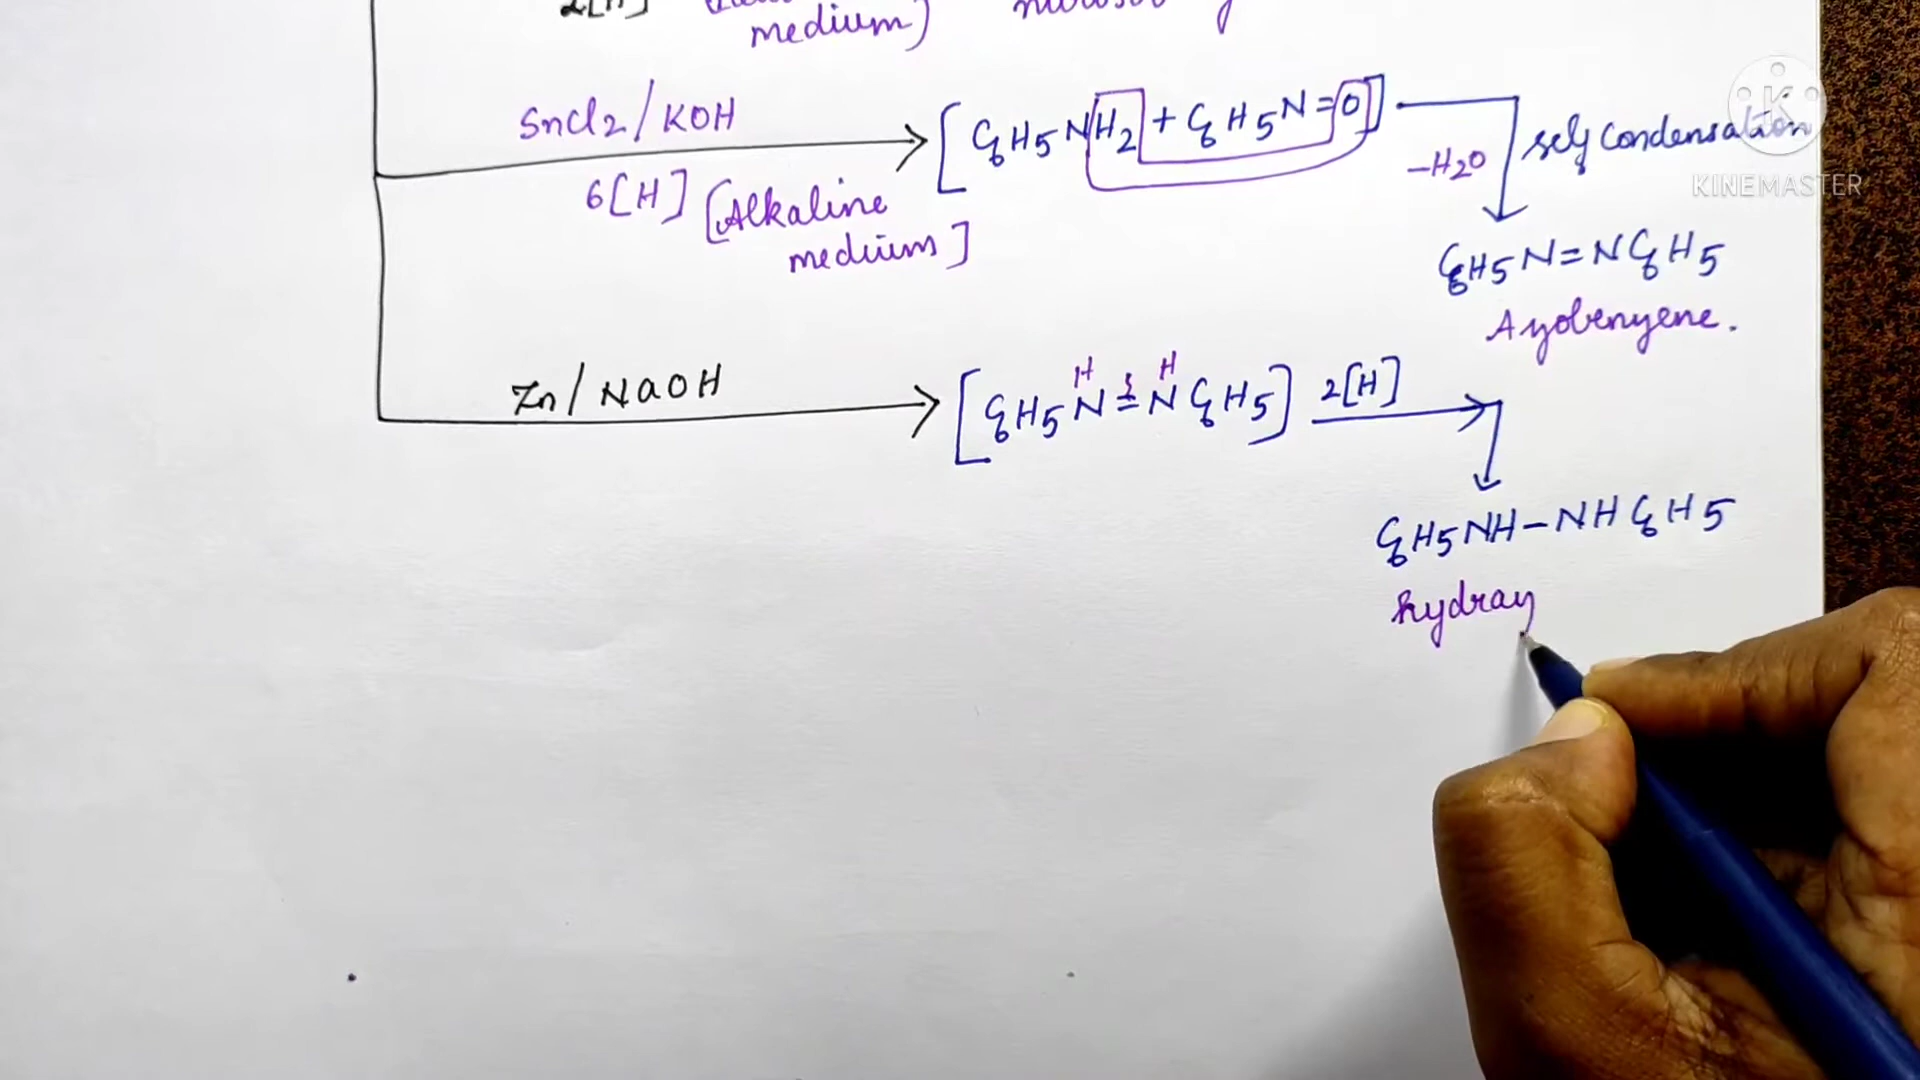 2[H]
medium)
SnCl2/KOH
6[H] [Alkaline
medium]
[C6H5NH2 + C6H5N=O]
-H2O
self condensation
KINEMASTER
C6H5N=NC6H5
Azobenzene.
Zn/NaOH
H H
[C6H5N=NC6H5] 2[H]
C6H5NH-NHC6H5
hydraz